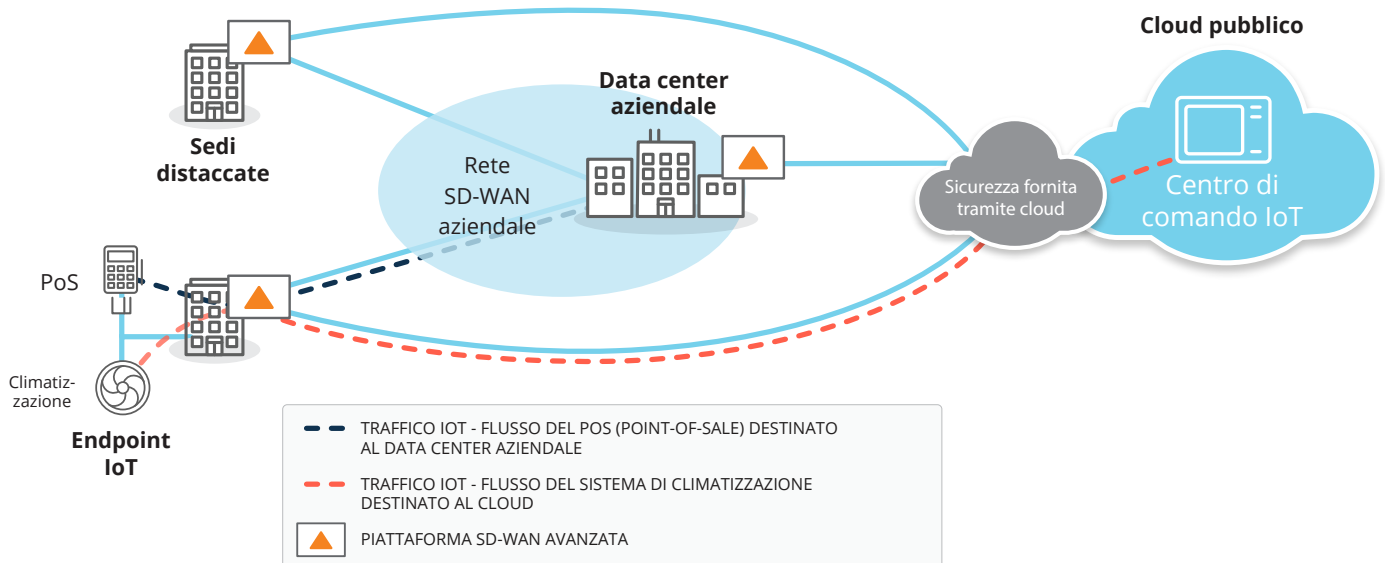 Cloud pubblico
Data center
aziendale
Sedi
distaccate
Rete
SD-WAN
aziendale
Sicurezza fornita
tramite cloud
Centro di
comando IoT
PoS
Climatiz-
zazione
Endpoint
IoT
TRAFFICO IOT - FLUSSO DEL POS (POINT-OF-SALE) DESTINATO
AL DATA CENTER AZIENDALE
TRAFFICO IOT - FLUSSO DEL SISTEMA DI CLIMATIZZAZIONE
DESTINATO AL CLOUD
PIATTAFORMA SD-WAN AVANZATA